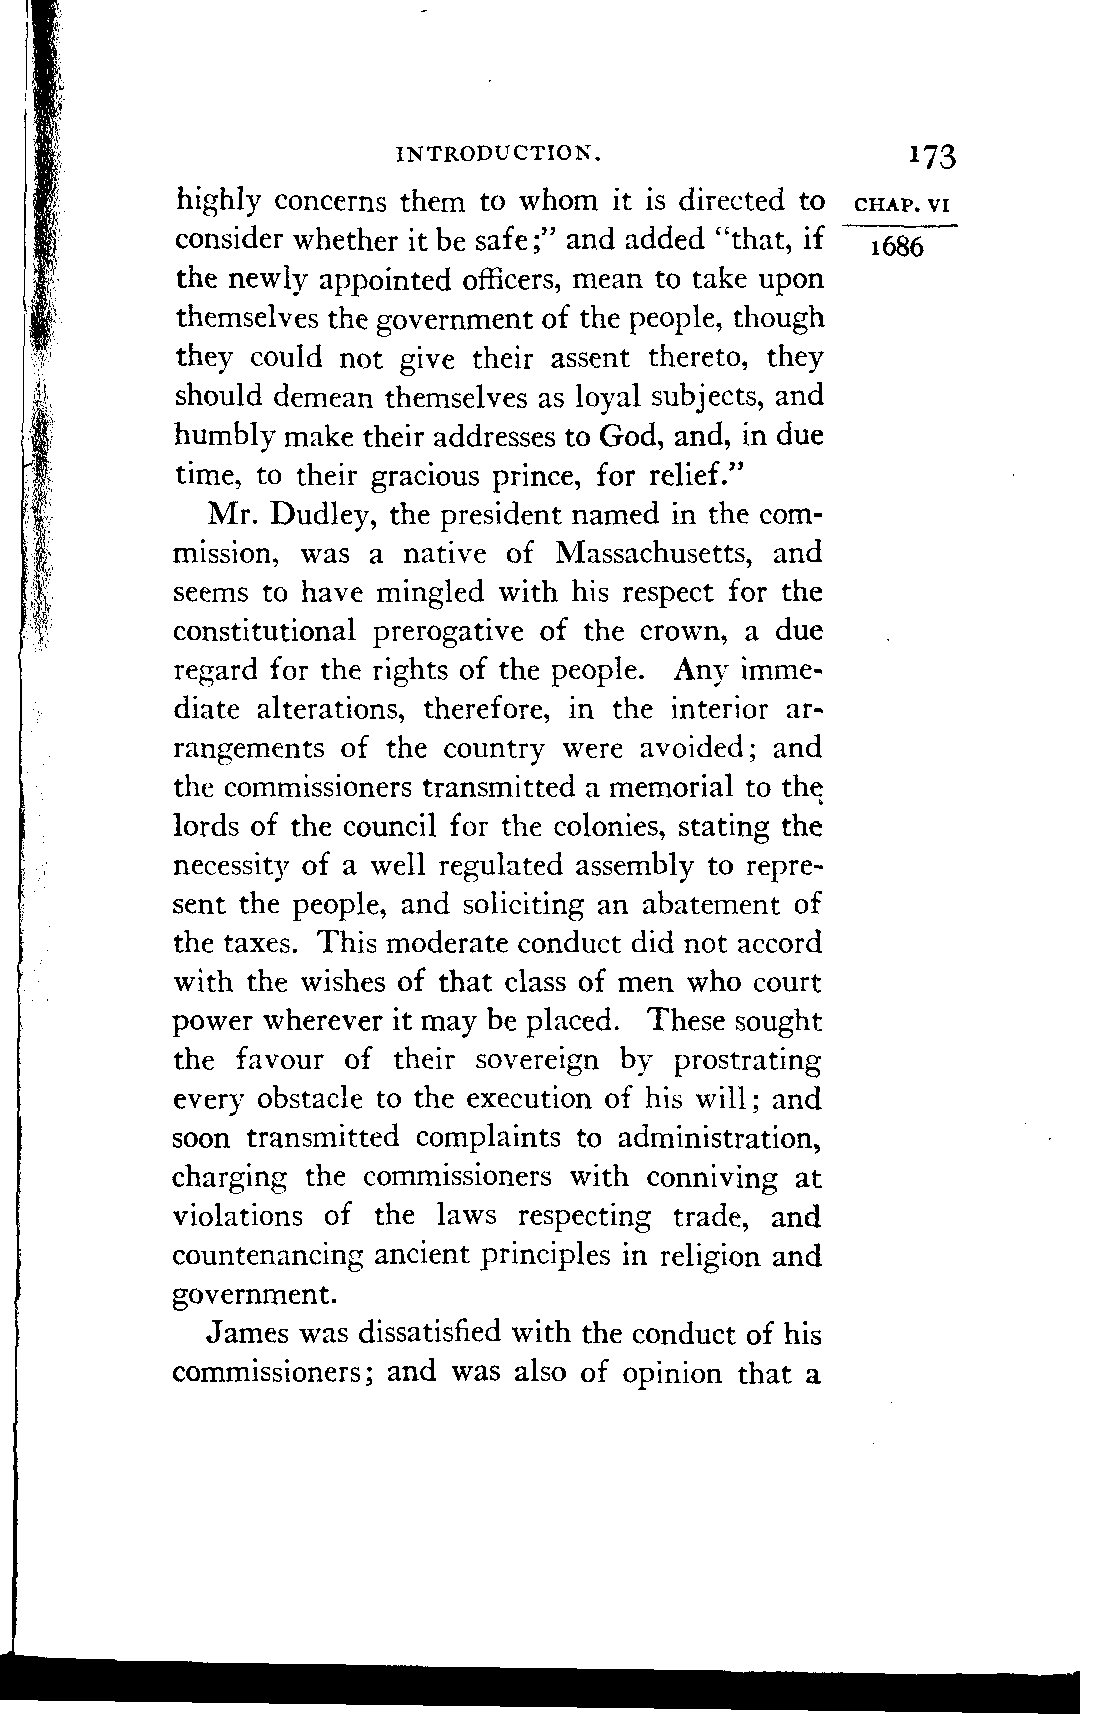 INTRODUCTION. 173
highly concerns them to whom it is directed to CHAP. VI
consider whether it be safe;" and added "that, if 1686
the newly appointed officers, mean to take upon
themselves the government of the people, though
they could not give their assent thereto, they
should demean themselves as loyal subjects, and
humbly make their addresses to God, and, in due
time, to their gracious prince, for relief."
Mr. Dudley, the president named in the com-
mission, was a native of Massachusetts, and
seems to have mingled with his respect for the
constitutional prerogative of the crown, a due
regard for the rights of the people. Any imme-
diate alterations, therefore, in the interior ar-
rangements of the country were avoided; and
the commissioners transmitted a memorial to the
lords of the council for the colonies, stating the
necessity of a well regulated assembly to repre-
sent the people, and soliciting an abatement of
the taxes. This moderate conduct did not accord
with the wishes of that class of men who court
power wherever it may be placed. These sought
the favour of their sovereign by prostrating
every obstacle to the execution of his will; and
soon transmitted complaints to administration,
charging the commissioners with conniving at
violations of the laws respecting trade, and
countenancing ancient principles in religion and
government.
James was dissatisfied with the conduct of his
commissioners; and was also of opinion that a